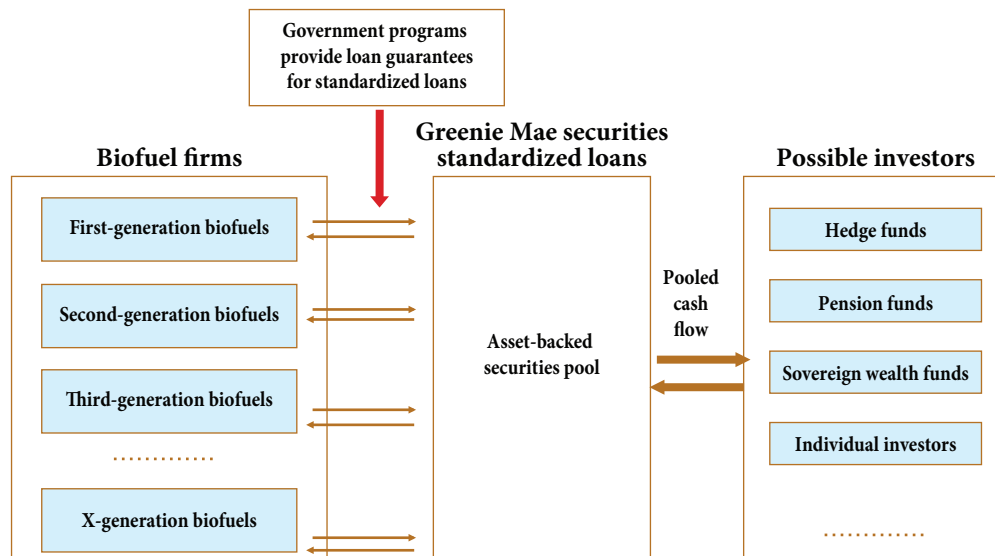 Government programs
provide loan guarantees
for standardized loans
Biofuel firms
Greenie Mae securities
standardized loans
Possible investors
First-generation biofuels
Second-generation biofuels
Third-generation biofuels
..............
X-generation biofuels
Asset-backed
securities pool
Pooled
cash
flow
Hedge funds
Pension funds
Sovereign wealth funds
Individual investors
..............